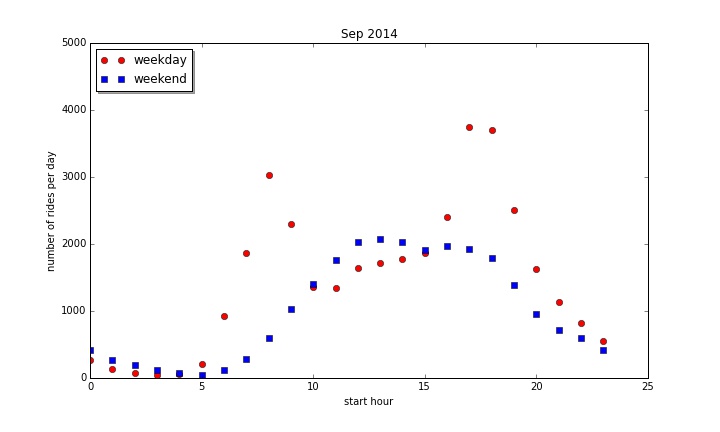 Sep 2014
5000
4000
3000
2000
1000
0
number of rides per day
weekday
weekend
0 5 10 15 20 25
start hour